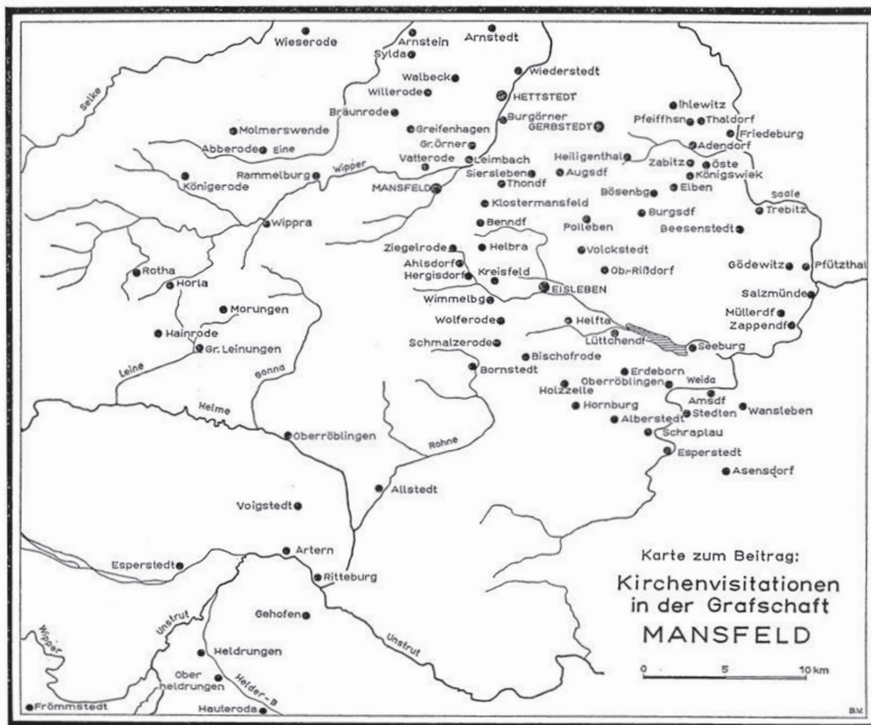 Wieserode
Arnstein
Arnstedt
Sylda
Selke
Walbeck
Wiederstedt
Willerode
HETTSTEDT
Bräunrode
Burgörner
Ihlewitz
Pfeiffhsn
Thaldorf
GERBSTEDT
Molmerswende
Greifenhagen
Friedeburg
Gr. Örner
Adendorf
Abberode
Eine
Wipper
Vatterode
Leimbach
Heiligenthal
Zabitz
Öste
Königerode
Rammelburg
Siersleben
Augsdf
Königswiek
MANSFELD
Thondf
Bösenbg
Elben
Saale
Klostermansfeld
Burgsdf
Trebitz
Wippra
Benndf
Polleben
Beesenstedt
Ziegelrode
Helbra
Volckstedt
Rotha
Ahlsdorf
Hergisdorf
Kreisfeld
Ob.-Rißdorf
Gödewitz
Pfützthal
Horla
EISLEBEN
Salzmünde
Morungen
Wimmelbg
Müllerdf
Hainrode
Wolferode
Helfta
Zappendf
Gr. Leinungen
Schmalzerode
Lüttchendf
Seeburg
Leine
Bischofrode
Bornstedt
Erdeborn
Oberröblingen
Weida
Holzzelle
Amsdf
Helme
Hornburg
Stedten
Wansleben
Alberstedt
Oberröblingen
Rohne
Schraplau
Esperstedt
Asensdorf
Allstedt
Voigstedt
Artern
Esperstedt
Ritteburg
Gehofen
Unstrut
Unstrut
Wipper
Heldrungen
Ober
heldrungen
Helder-B
Frömmstedt
Hauteroda
Karte zum Beitrag:
Kirchenvisitationen
in der Grafschaft
MANSFELD
0 5 10 km
B.V.